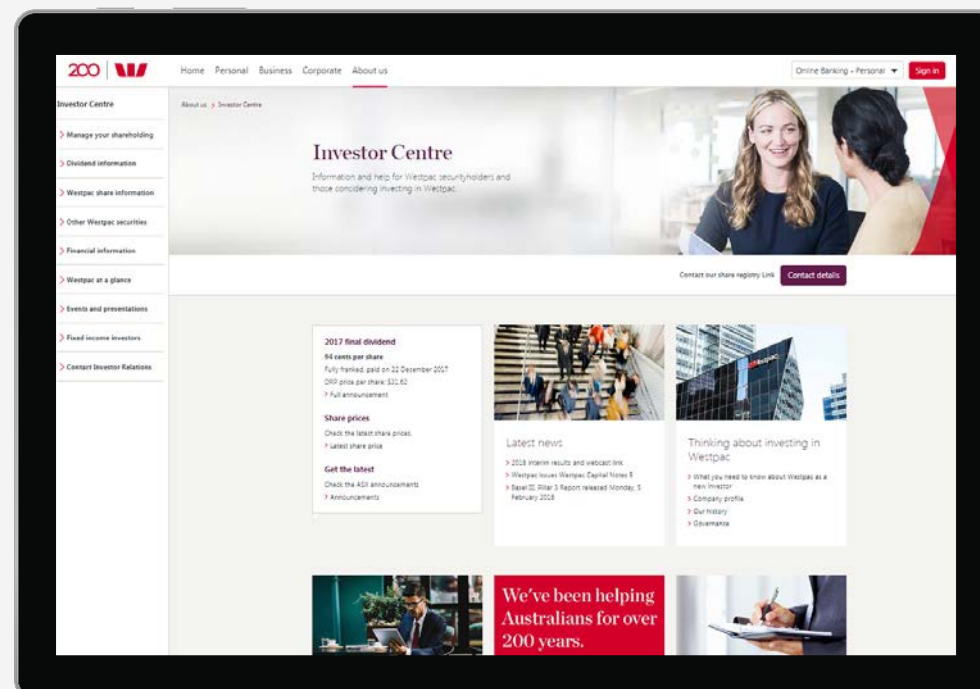 200
Home Personal Business Corporate About us
Online Banking - Personal
Sign in
Investor Centre
Manage your shareholding
Dividend information
Westpac share information
Other Westpac securities
Financial information
Westpac at a glance
Events and presentations
Fixed income investors
Contact Investor Relations
About us > Investor Centre
Investor Centre
Information and help for Westpac securityholders and
those considering investing in Westpac.
Contact our share registry Link
Contact details
2017 final dividend
94 cents per share
Fully franked, paid on 22 December 2017
DRP price per share: $31.62
> Full announcement
Share prices
Check the latest share prices.
> Latest share price
Get the latest
Check the ASX announcements
> Announcements
Latest news
> 2018 interim results and webcast link
> Westpac issues Westpac Capital Notes 5
> Basel III, Pillar 3 Report released Monday, 5
February 2018
Westpac
Thinking about investing in
Westpac
> What you need to know about Westpac as a
new investor
> Company profile
> Our history
> Governance
We've been helping
Australians for over
200 years.